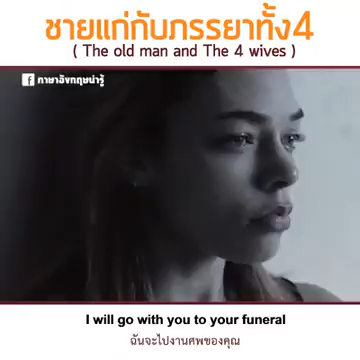 ชายแก่กับภรรยาทั้ง4
( The old man and The 4 wives )
f ภาษาอังกฤษน่ารู้
I will go with you to your funeral
ฉันจะไปงานศพของคุณ